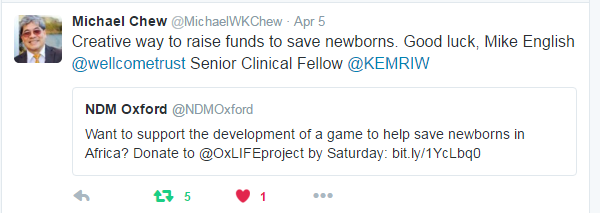 Michael Chew @MichaelWKChew · Apr 5
Creative way to raise funds to save newborns. Good luck, Mike English
@wellcometrust Senior Clinical Fellow @KEMRIW
NDM Oxford @NDMOxford
Want to support the development of a game to help save newborns in
Africa? Donate to @OxLIFEproject by Saturday: bit.ly/1YcLbq0
5 1